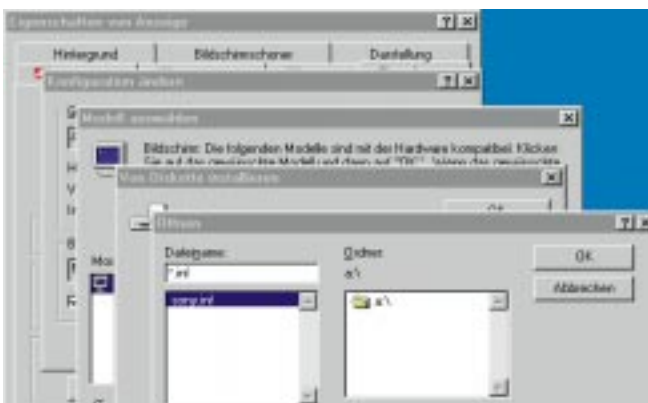 Eigenschaften von Anzeige
Hintergrund
Bildschirmschoner
Darstellung
Konfiguration ändern
Modell auswählen
Bildschirm: Die folgenden Modelle sind mit der Hardware kompatibel. Klicken
Sie auf das gewünschte Modell und dann auf "OK". Wenn das gewünschte
Von Diskette installieren
OK
Öffnen
Dateiname:
*.inf
sony.inf
Ordner:
a:\
a:\
OK
Abbrechen
Mo